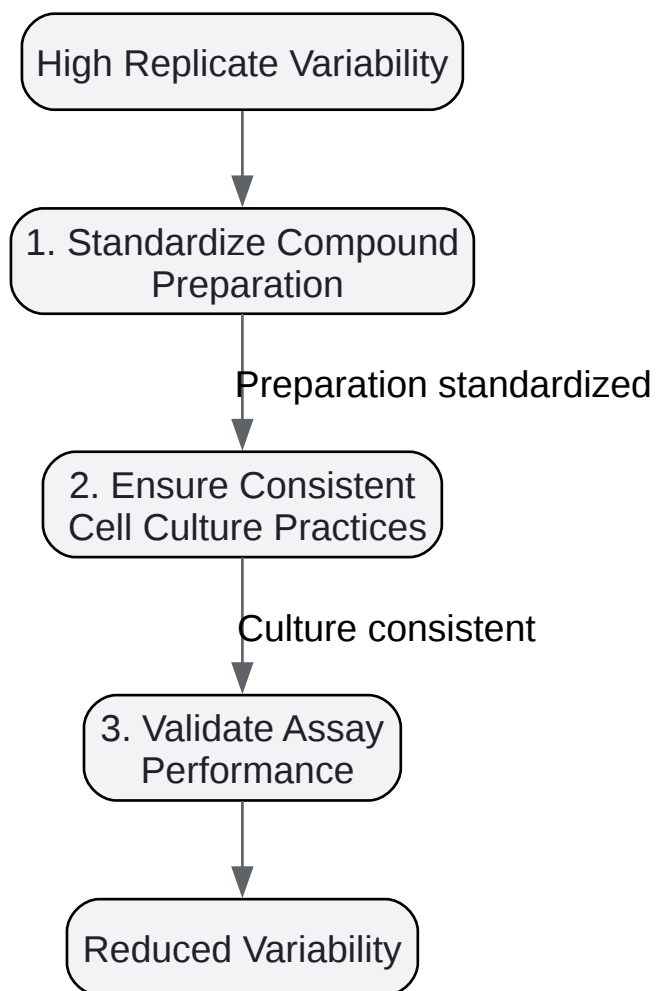 High Replicate Variability
1. Standardize Compound
Preparation
Preparation standardized
2. Ensure Consistent
Cell Culture Practices
Culture consistent
3. Validate Assay
Performance
Reduced Variability